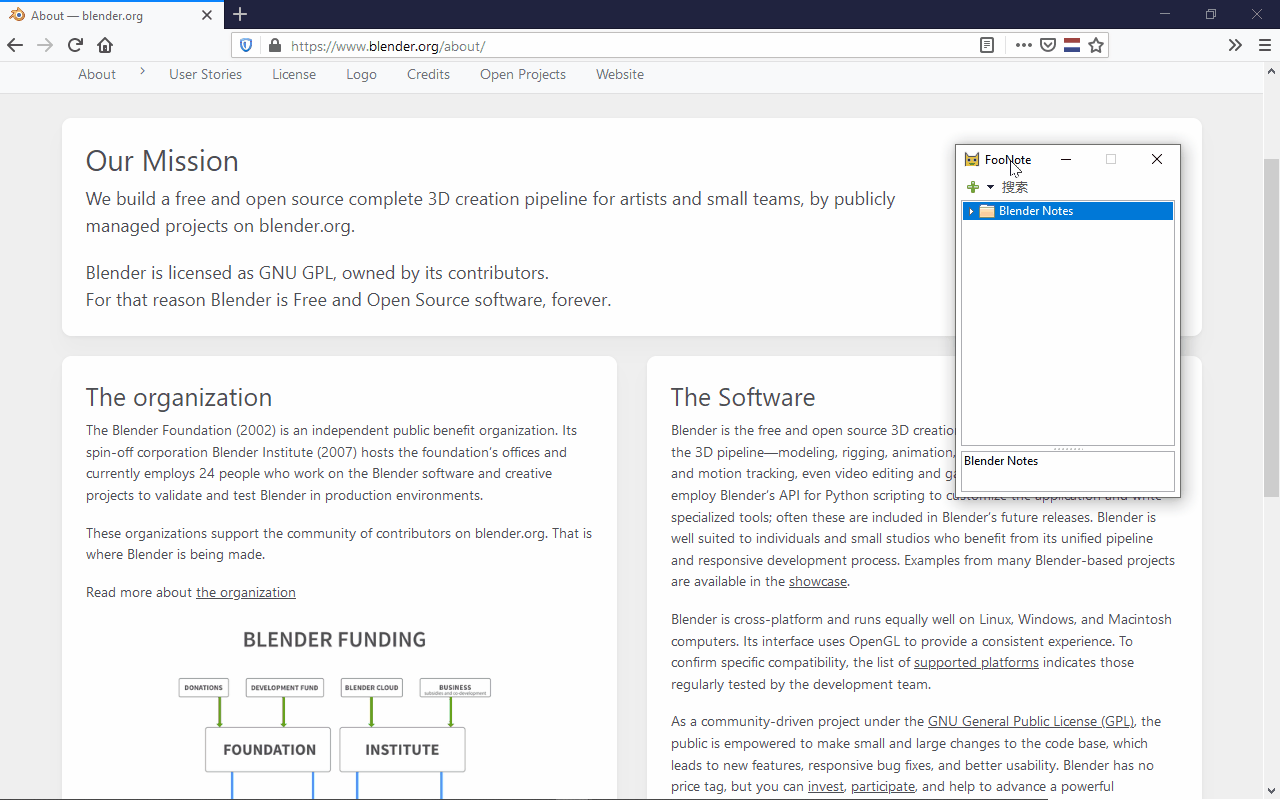 About — blender.org
https://www.blender.org/about/
About
User Stories
License
Logo
Credits
Open Projects
Website
Our Mission
We build a free and open source complete 3D creation pipeline for artists and small teams, by publicly
managed projects on blender.org.
Blender is licensed as GNU GPL, owned by its contributors.
For that reason Blender is Free and Open Source software, forever.
FooNote
搜索
Blender Notes
Blender Notes
The organization
The Blender Foundation (2002) is an independent public benefit organization. Its
spin-off corporation Blender Institute (2007) hosts the foundation's offices and
currently employs 24 people who work on the Blender software and creative
projects to validate and test Blender in production environments.
These organizations support the community of contributors on blender.org. That is
where Blender is being made.
Read more about the organization
BLENDER FUNDING
DONATIONS
DEVELOPMENT FUND
BLENDER CLOUD
BUSINESS
subsidies and co-development
FOUNDATION
INSTITUTE
The Software
Blender is the free and open source 3D
the 3D pipeline—modeling, rigging, animation,
and motion tracking, even video editing and
employ Blender's API for Python scripting to customize the application and write
specialized tools; often these are included in Blender's future releases. Blender is
well suited to individuals and small studios who benefit from its unified pipeline
and responsive development process. Examples from many Blender-based projects
are available in the showcase.
Blender is cross-platform and runs equally well on Linux, Windows, and Macintosh
computers. Its interface uses OpenGL to provide a consistent experience. To
confirm specific compatibility, the list of supported platforms indicates those
regularly tested by the development team.
As a community-driven project under the GNU General Public License (GPL), the
public is empowered to make small and large changes to the code base, which
leads to new features, responsive bug fixes, and better usability. Blender has no
price tag, but you can invest, participate, and help to advance a powerful